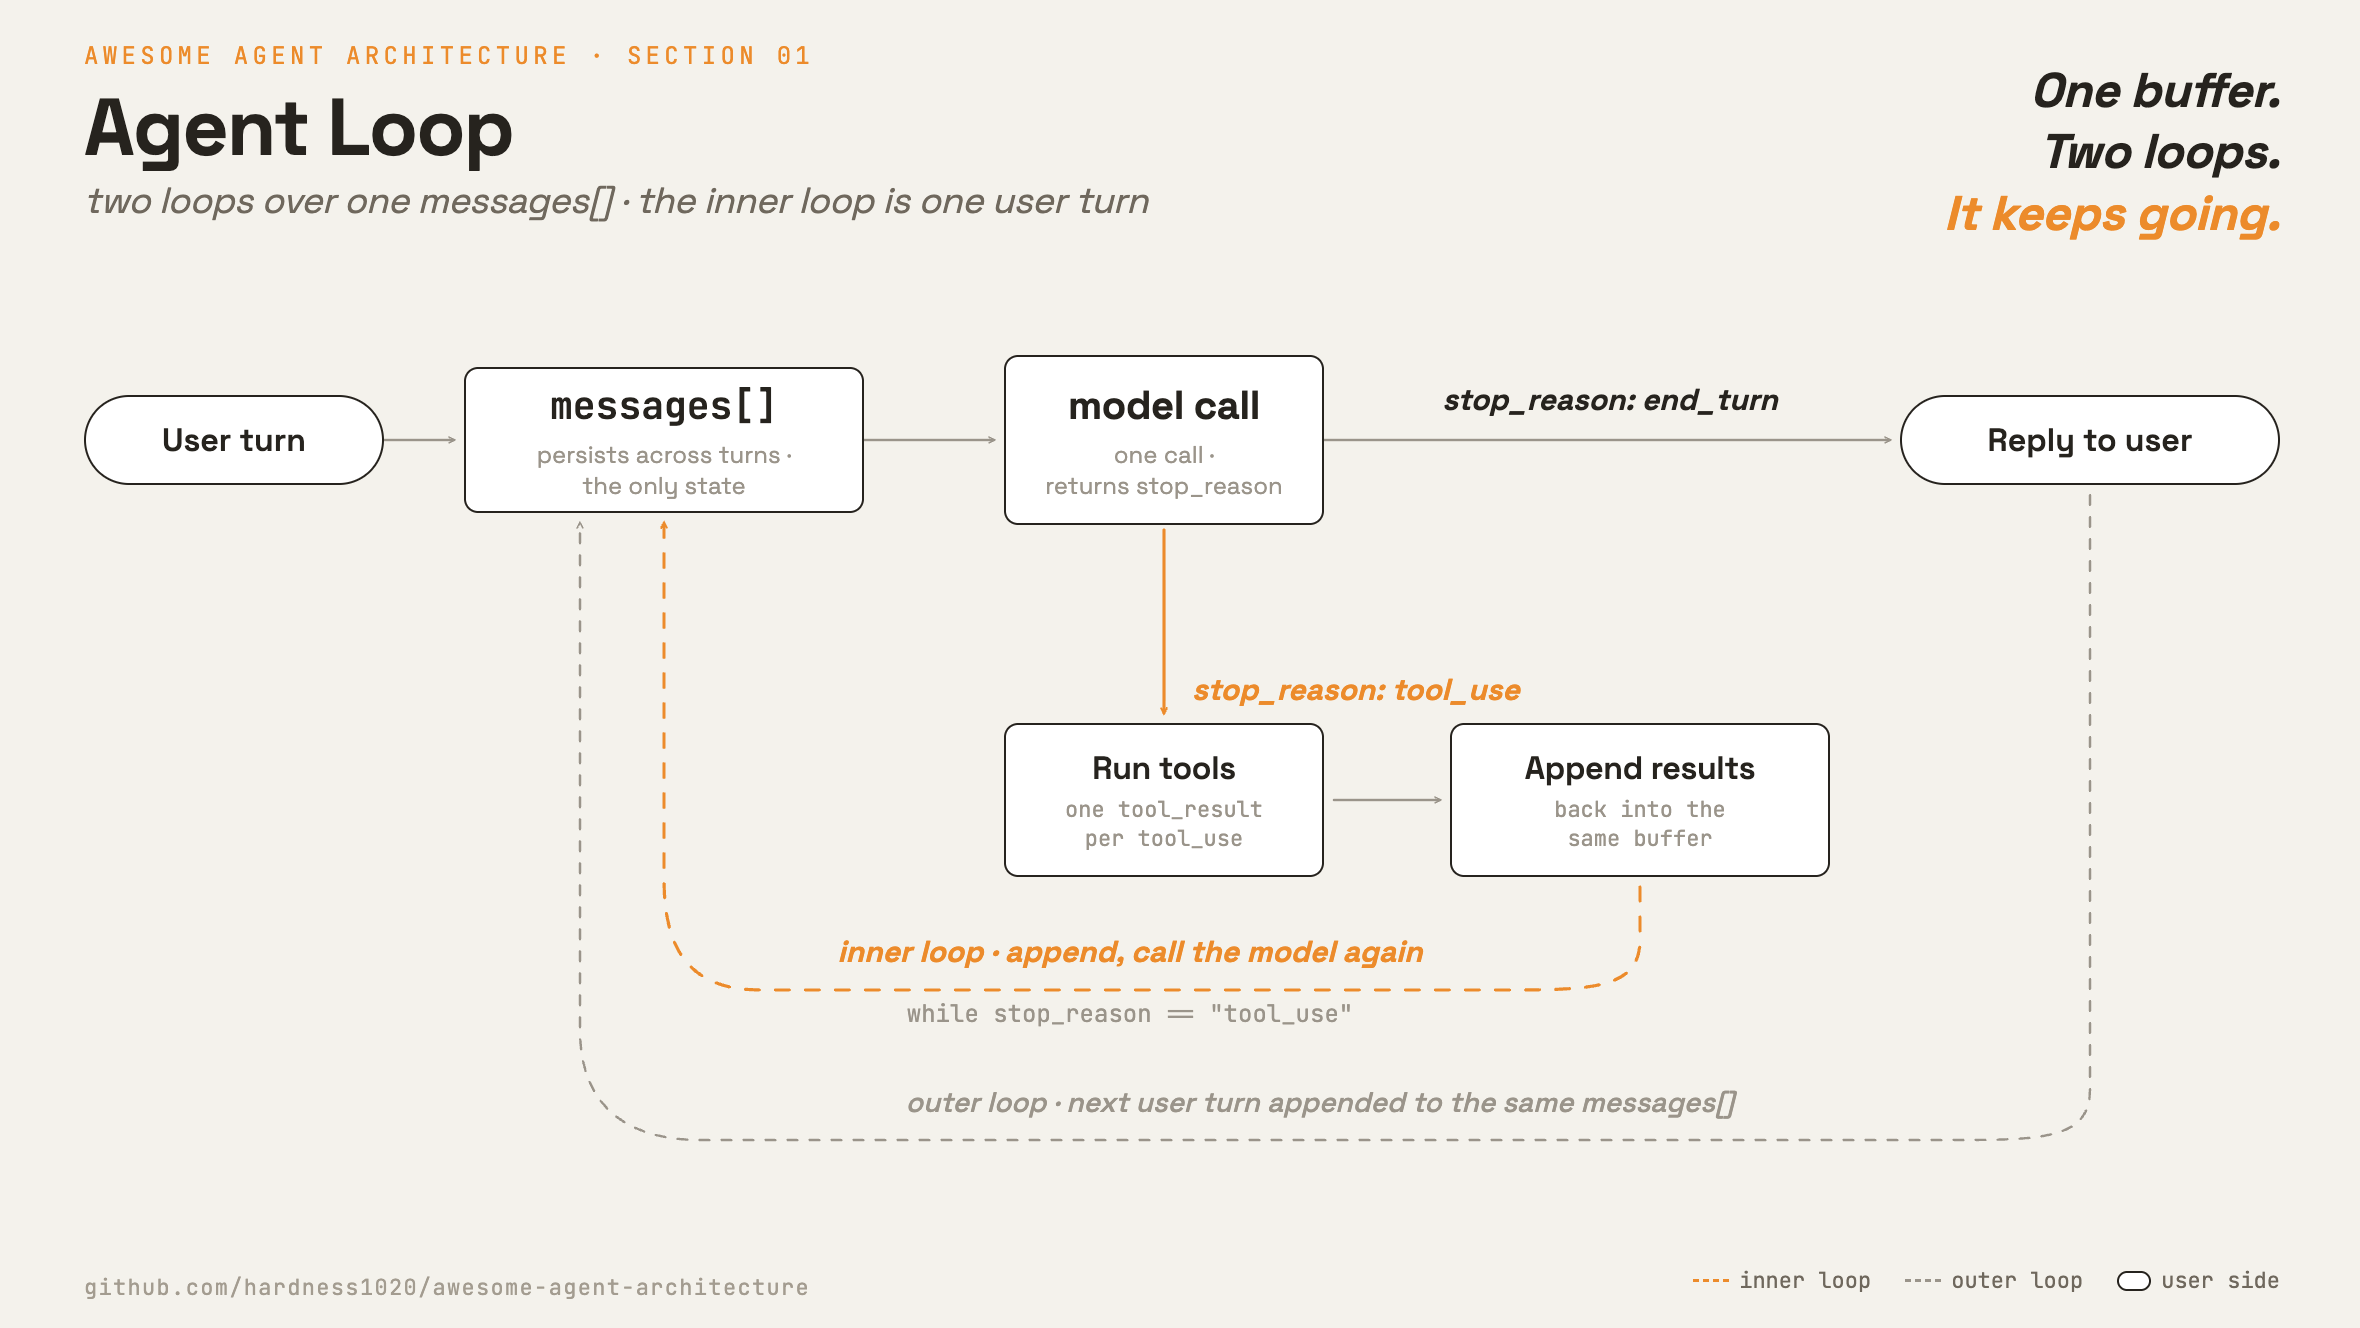 AWESOME AGENT ARCHITECTURE · SECTION 01
Agent Loop
two loops over one messages[] · the inner loop is one user turn
One buffer.
Two loops.
It keeps going.
User turn
messages[]
persists across turns ·
the only state
model call
one call ·
returns stop_reason
stop_reason: end_turn
Reply to user
stop_reason: tool_use
Run tools
one tool_result
per tool_use
Append results
back into the
same buffer
inner loop · append, call the model again
while stop_reason == "tool_use"
outer loop · next user turn appended to the same messages[]
github.com/hardness1020/awesome-agent-architecture
inner loop
outer loop
user side